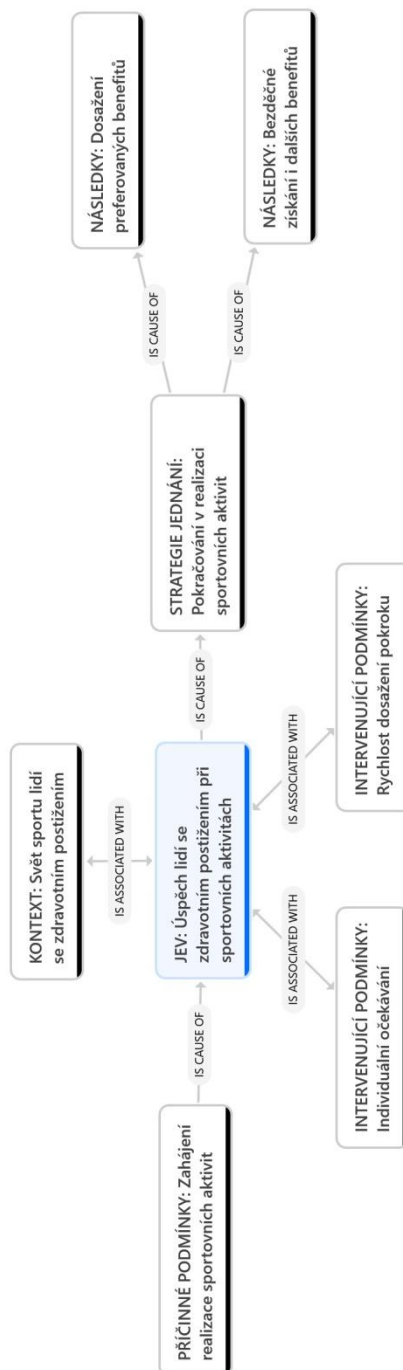 KONTEXT: Svět sportu lidí
se zdravotním postižením
IS ASSOCIATED WITH
PŘÍČINNÉ PODMÍNKY: Zahájení
realizace sportovních aktivit
IS CAUSE OF
JEV: Úspěch lidí se
zdravotním postižením při
sportovních aktivitách
IS CAUSE OF
STRATEGIE JEDNÁNÍ:
Pokračování v realizaci
sportovních aktivit
IS CAUSE OF
NÁSLEDKY: Dosažení
preferovaných benefitů
IS CAUSE OF
NÁSLEDKY: Bezděčné
získání i dalších benefitů
IS ASSOCIATED WITH
INTERVENUJÍCÍ PODMÍNKY:
Individuální očekávání
IS ASSOCIATED WITH
INTERVENUJÍCÍ PODMÍNKY:
Rychlost dosažení pokroku